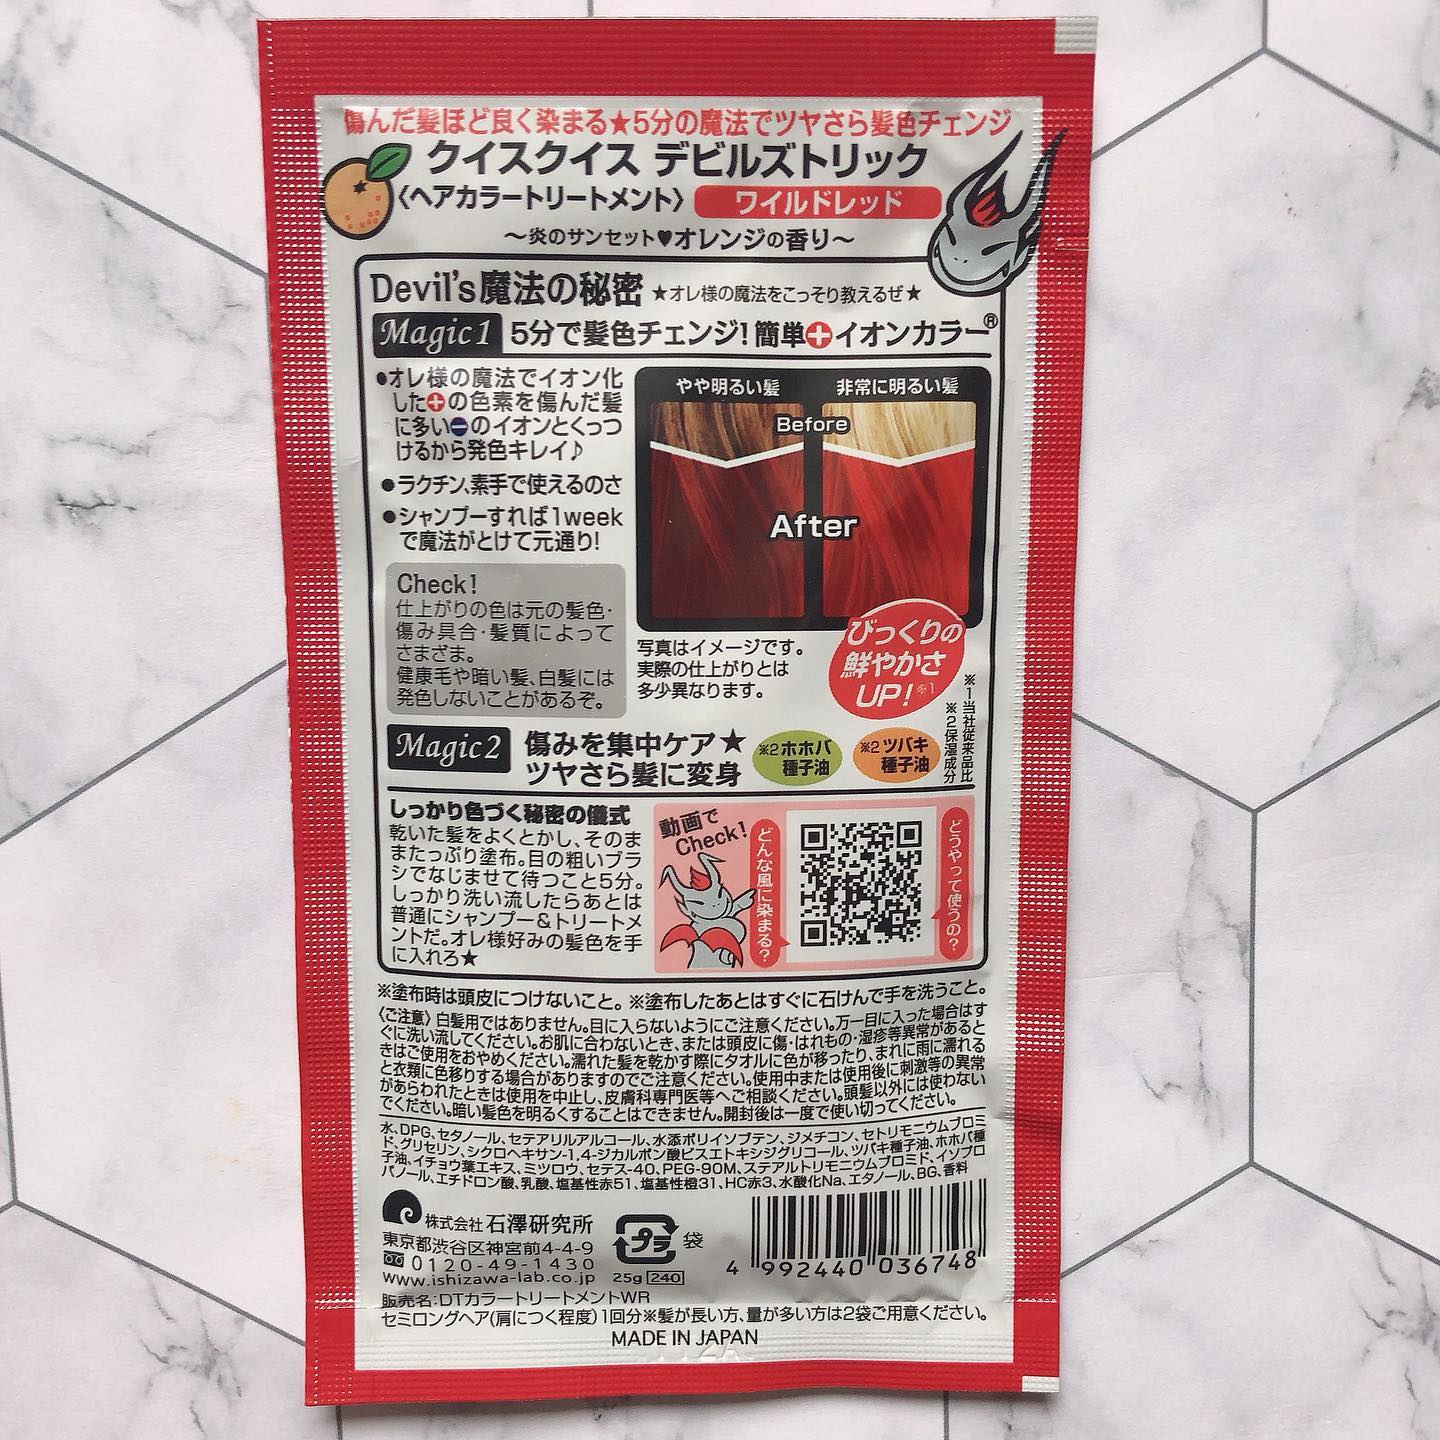 傷んだ髪ほど良く染まる★5分の魔法でツヤさら髪色チェンジ
クイスクイス デビルズトリック
〈ヘアカラートリートメント〉 ワイルドレッド
〜炎のサンセット♥オレンジの香り〜
Devil's魔法の秘密 ★オレ様の魔法をこっそり教えるぜ★
Magic1 5分で髪色チェンジ!簡単+イオンカラー®
●オレ様の魔法でイオン化
した+の色素を傷んだ髪
に多い−のイオンとくっつ
けるから発色キレイ♪
●ラクチン、素手で使えるのさ
●シャンプーすれば1week
で魔法がとけて元通り!
Check!
仕上がりの色は元の髪色・
傷み具合・髪質によって
さまざま。
健康毛や暗い髪、白髪には
発色しないことがあるぞ。
やや明るい髪 非常に明るい髪
Before
After
写真はイメージです。
実際の仕上がりとは
多少異なります。
びっくりの
鮮やかさ
UP!※1
※1当社従来品比
※2保湿成分
Magic2 傷みを集中ケア★
ツヤさら髪に変身
※2ホホバ
種子油
※2ツバキ
種子油
しっかり色づく秘密の儀式
乾いた髪をよくとかし、そのま
またっぷり塗布。目の粗いブラ
シでなじませて待つこと5分。
しっかり洗い流したらあとは
普通にシャンプー&トリートメ
ントだ。オレ様好みの髪色を手
に入れろ★
動画で
Check!
どんな風に染まる?
どうやって使うの?
※塗布時は頭皮につけないこと。※塗布したあとはすぐに石けんで手を洗うこと。
〈ご注意〉白髪用ではありません。目に入らないようにご注意ください。万一目に入った場合はす
ぐに洗い流してください。お肌に合わないとき、または頭皮に傷・はれもの・湿疹等異常があると
きはご使用をおやめください。濡れた髪を乾かす際にタオルに色が移ったり、まれに雨に濡れる
と衣類に色移りする場合がありますのでご注意ください。使用中または使用後に刺激等の異常
があらわれたときは使用を中止し、皮膚科専門医等へご相談ください。頭髪以外には使わない
でください。暗い髪色を明るくすることはできません。開封後は一度で使い切ってください。
水、DPG、セタノール、セテアリルアルコール、水添ポリイソブテン、ジメチコン、セトリモニウムブロミ
ド、グリセリン、シクロヘキサン-1,4-ジカルボン酸ビスエトキシジグリコール、ツバキ種子油、ホホバ種
子油、イチョウ葉エキス、ミツロウ、セテス-40、PEG-90M、ステアルトリモニウムブロミド、イソプロ
パノール、エチドロン酸、乳酸、塩基性赤51、塩基性橙31、HC赤3、水酸化Na、エタノール、BG、香料
株式会社 石澤研究所
東京都渋谷区神宮前4-4-9
0120-49-1430
www.ishizawa-lab.co.jp
プラ 袋
25g 240
4 992440 036748
販売名:DTカラートリートメントWR
セミロングヘア(肩につく程度)1回分※髪が長い方、量が多い方は2袋ご用意ください。
MADE IN JAPAN